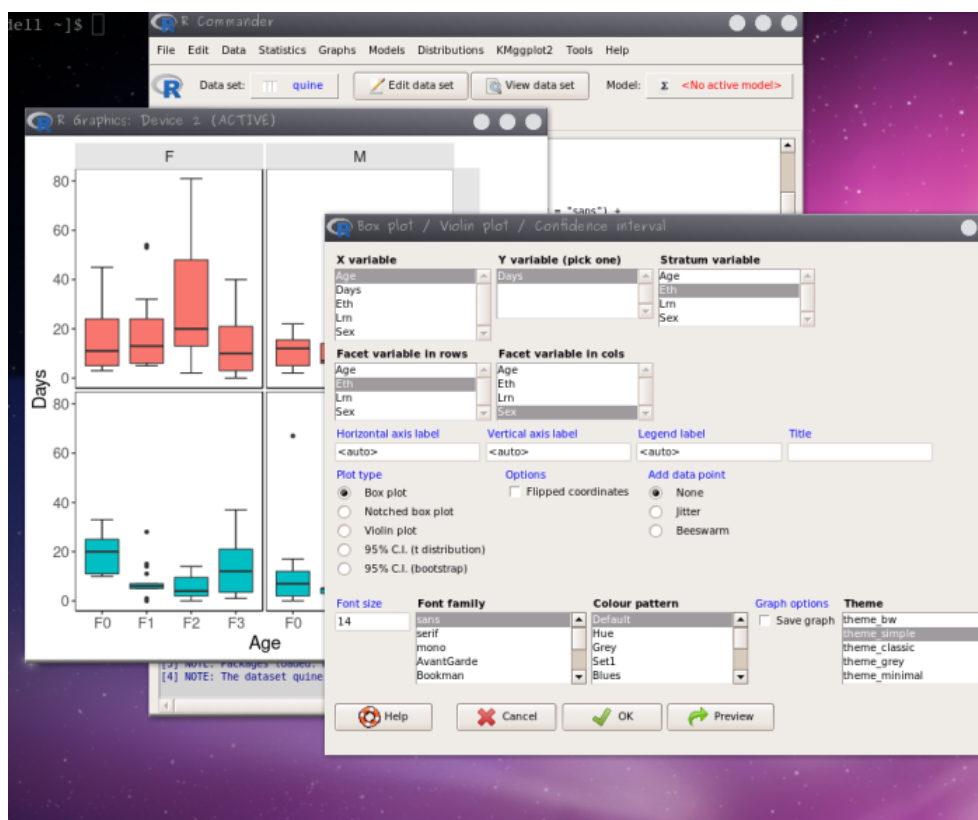 dell ~]$
R Commander
File Edit Data Statistics Graphs Models Distributions KMggplot2 Tools Help
Data set: quine Edit data set View data set Model: Σ <No active model>
R Graphics: Device 2 (ACTIVE)
F M
80
60
40
20
0
80
60
40
20
0
Days
F0 F1 F2 F3 F0
Age
= "sans") +
[3] NOTE: Packages loaded:
[4] NOTE: The dataset quine
Box plot / Violin plot / Confidence interval
X variable Y variable (pick one) Stratum variable
Age Days Age
Days Eth
Eth Lrn
Lrn Sex
Sex
Facet variable in rows Facet variable in cols
Age Age
Eth Eth
Lrn Lrn
Sex Sex
Horizontal axis label Vertical axis label Legend label Title
<auto> <auto> <auto>
Plot type Options Add data point
Box plot Flipped coordinates None
Notched box plot Jitter
Violin plot Beeswarm
95% C.I. (t distribution)
95% C.I. (bootstrap)
Font size Font family Colour pattern Graph options Theme
14 sans Default Save graph theme_bw
serif Hue theme_simple
mono Grey theme_classic
AvantGarde Set1 theme_grey
Bookman Blues theme_minimal
Help Cancel OK Preview